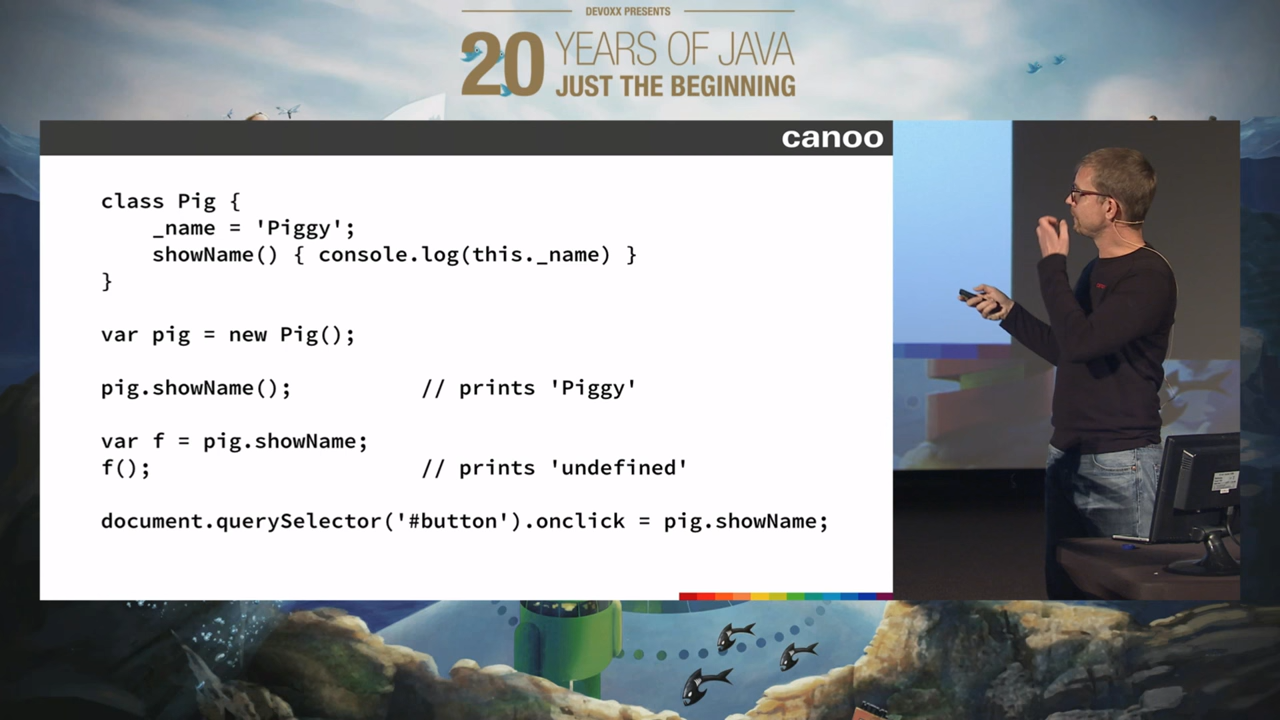 DEVOXX PRESENTS
20 YEARS OF JAVA
JUST THE BEGINNING
canoo
class Pig {
    _name = 'Piggy';
    showName() { console.log(this._name) }
}
var pig = new Pig();
pig.showName();          // prints 'Piggy'
var f = pig.showName;
f();                     // prints 'undefined'
document.querySelector('#button').onclick = pig.showName;